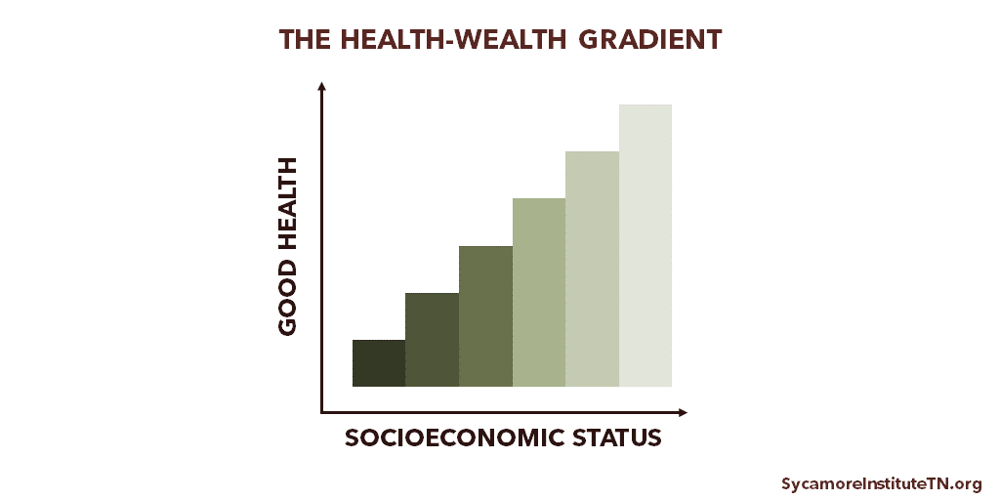 THE HEALTH-WEALTH GRADIENT
GOOD HEALTH
SOCIOECONOMIC STATUS
SycamoreInstituteTN.org